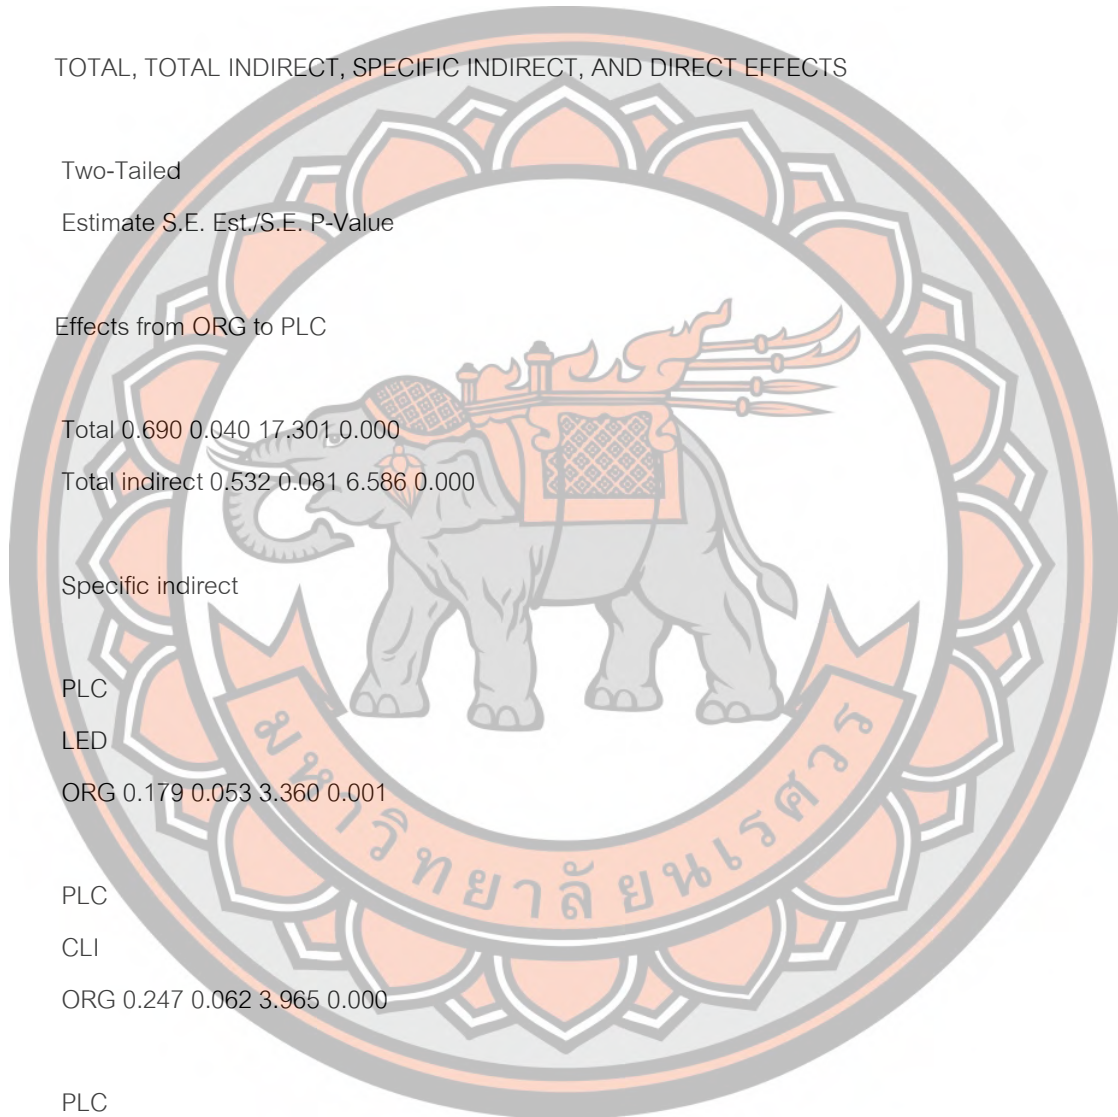 TOTAL, TOTAL INDIRECT, SPECIFIC INDIRECT, AND DIRECT EFFECTS
Two-Tailed
Estimate S.E. Est./S.E. P-Value
Effects from ORG to PLC
Total 0.690 0.040 17.301 0.000
Total indirect 0.532 0.081 6.586 0.000
Specific indirect
PLC
LED
ORG 0.179 0.053 3.360 0.001
PLC
CLI
ORG 0.247 0.062 3.965 0.000
PLC
มหาวิทยาลัยนเรศวร